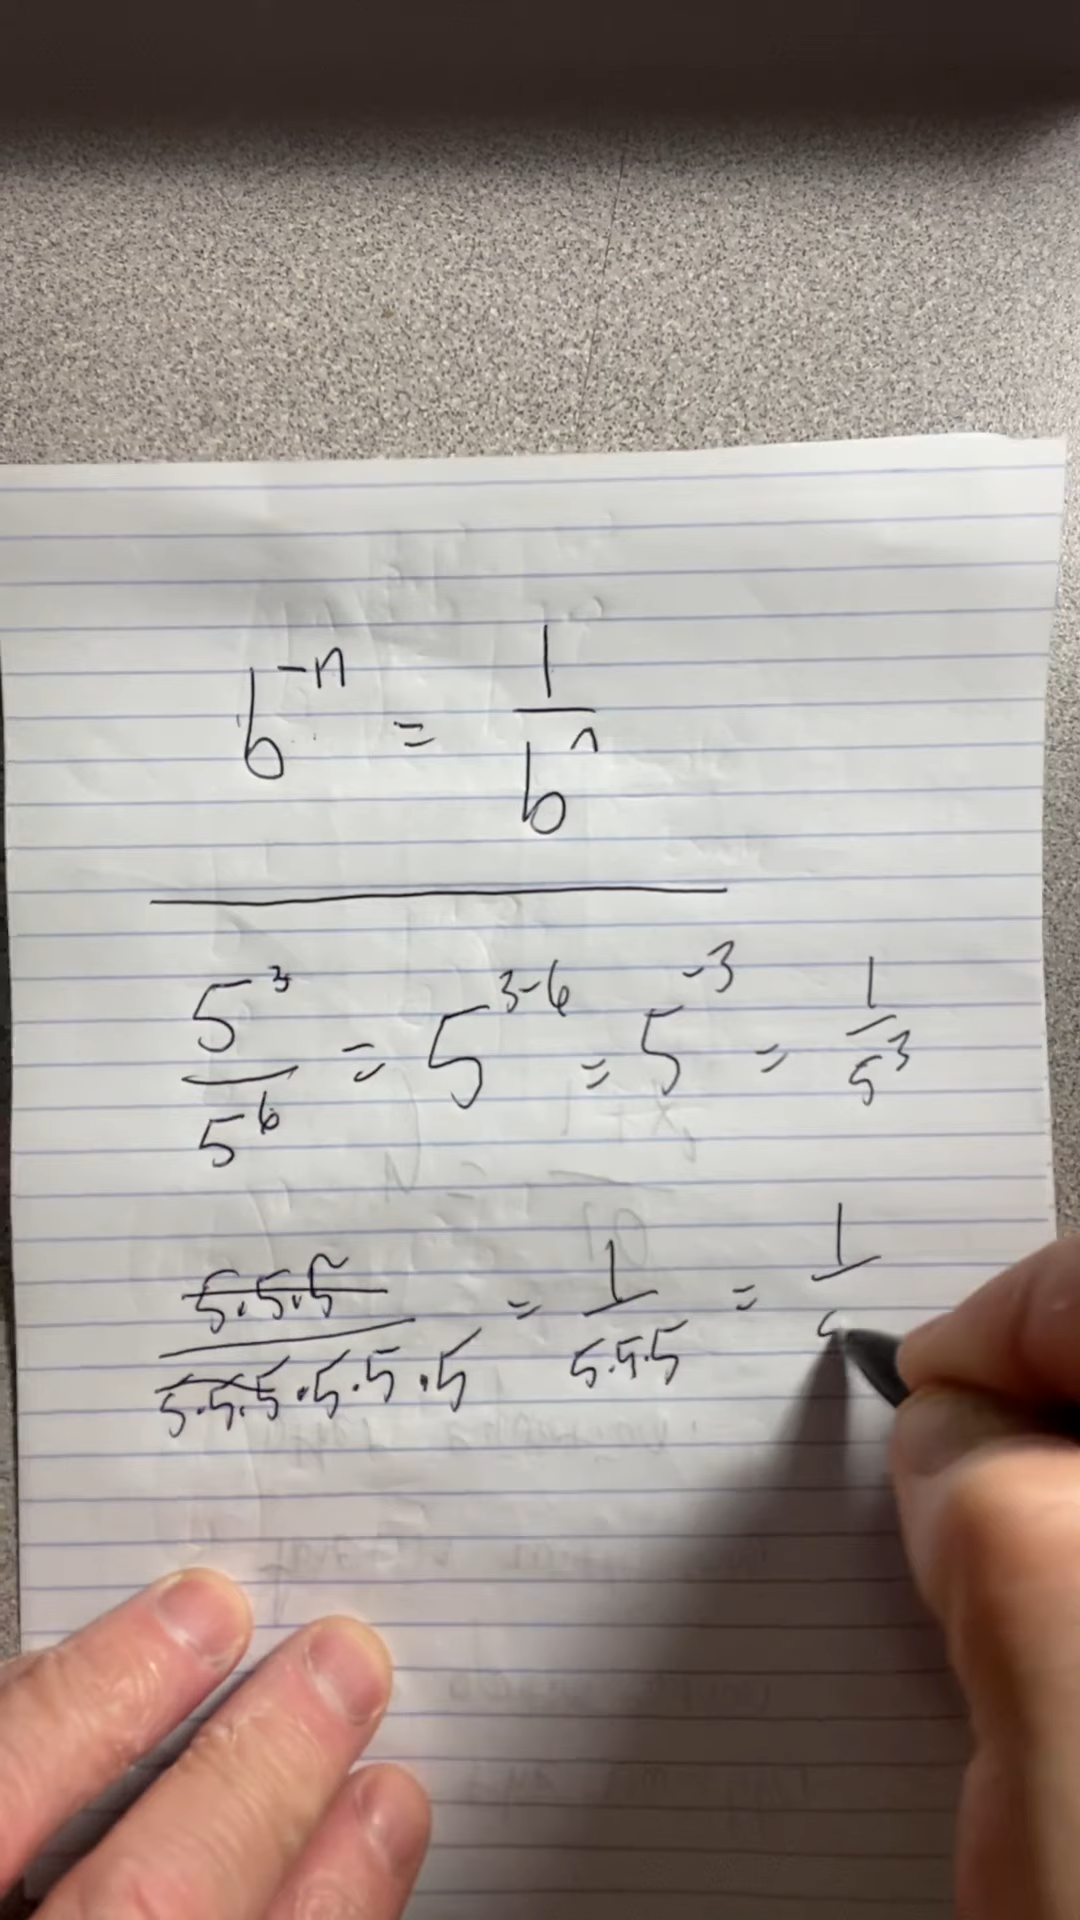 b^-n = 1/b^n
5^3/5^6 = 5^3-6 = 5^-3 = 1/5^3
5.5.5/5.5.5.5.5.5 = 1/5.5.5 = 1/